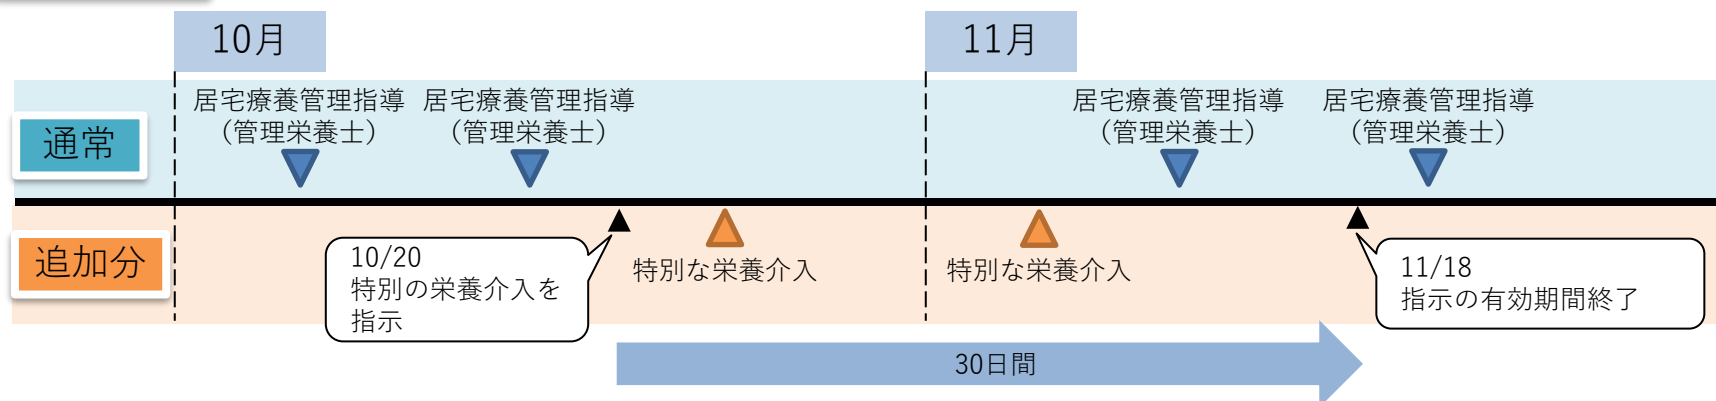 10月
11月
通常
居宅療養管理指導
(管理栄養士)
居宅療養管理指導
(管理栄養士)
居宅療養管理指導
(管理栄養士)
居宅療養管理指導
(管理栄養士)
追加分
10/20
特別の栄養介入を
指示
特別な栄養介入
特別な栄養介入
11/18
指示の有効期間終了
30日間